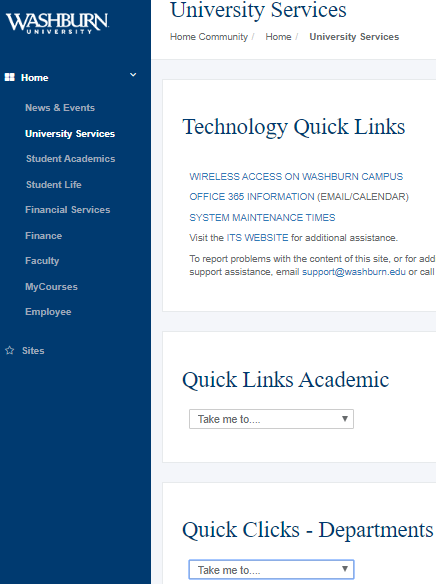 WASHBURN
UNIVERSITY
Home
News & Events
University Services
Student Academics
Student Life
Financial Services
Finance
Faculty
MyCourses
Employee
Sites
University Services
Home Community / Home / University Services
Technology Quick Links
WIRELESS ACCESS ON WASHBURN CAMPUS
OFFICE 365 INFORMATION (EMAIL/CALENDAR)
SYSTEM MAINTENANCE TIMES
Visit the ITS WEBSITE for additional assistance.
To report problems with the content of this site, or for add
support assistance, email support@washburn.edu or call
Quick Links Academic
Take me to....
Quick Clicks - Departments
Take me to....